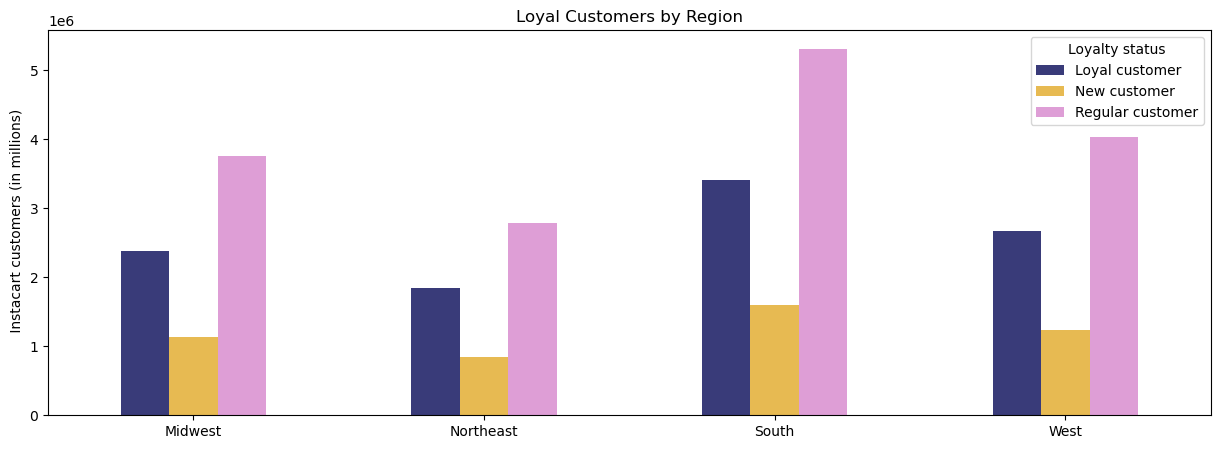 Loyal Customers by Region
1e6
Instacart customers (in millions)
5
4
3
2
1
0
Midwest
Northeast
South
West
Loyalty status
Loyal customer
New customer
Regular customer